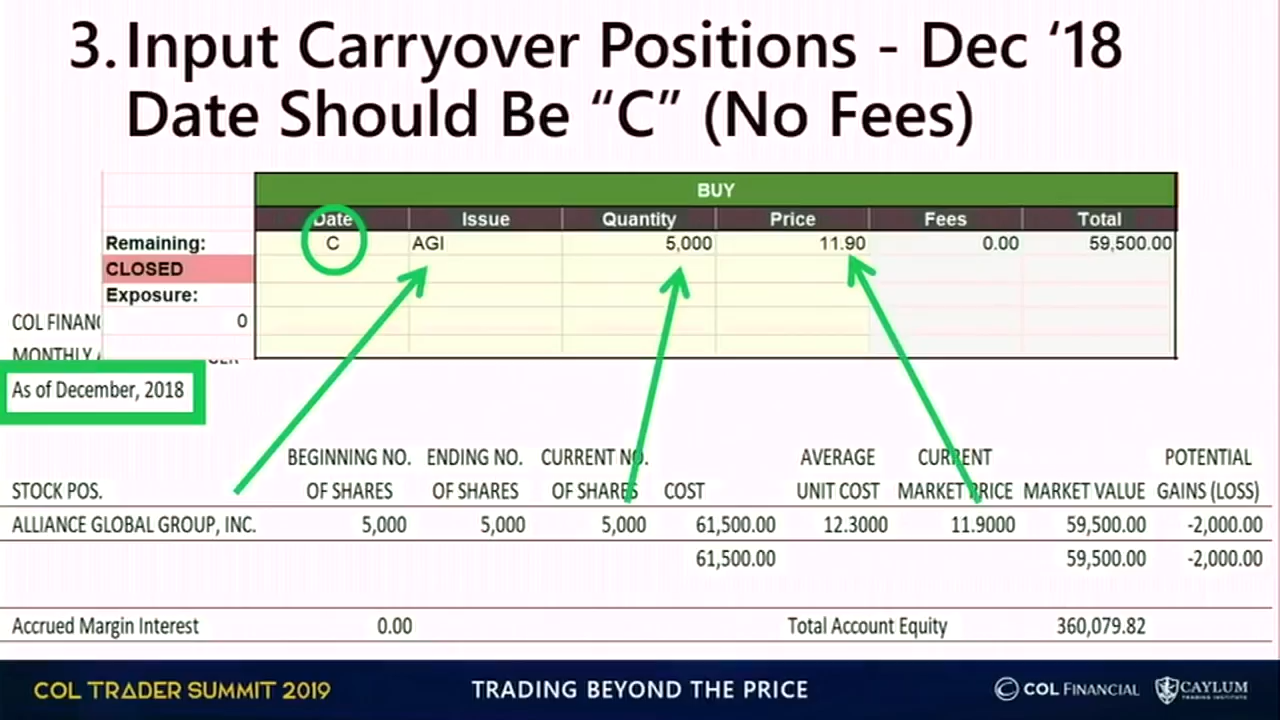 3. Input Carryover Positions - Dec ‘18
Date Should Be “C” (No Fees)
BUY
Date Issue Quantity Price Fees Total
Remaining: C AGI 5,000 11.90 0.00 59,500.00
CLOSED
Exposure:
COL FINANC 0
MONTHLY A
As of December, 2018
BEGINNING NO. ENDING NO. CURRENT NO. AVERAGE CURRENT POTENTIAL
STOCK POS. OF SHARES OF SHARES OF SHARES COST UNIT COST MARKET PRICE MARKET VALUE GAINS (LOSS)
ALLIANCE GLOBAL GROUP, INC. 5,000 5,000 5,000 61,500.00 12.3000 11.9000 59,500.00 -2,000.00
61,500.00 59,500.00 -2,000.00
Accrued Margin Interest 0.00 Total Account Equity 360,079.82
COL TRADER SUMMIT 2019 TRADING BEYOND THE PRICE COL FINANCIAL CAYLUM
TRADING INSTITUTE